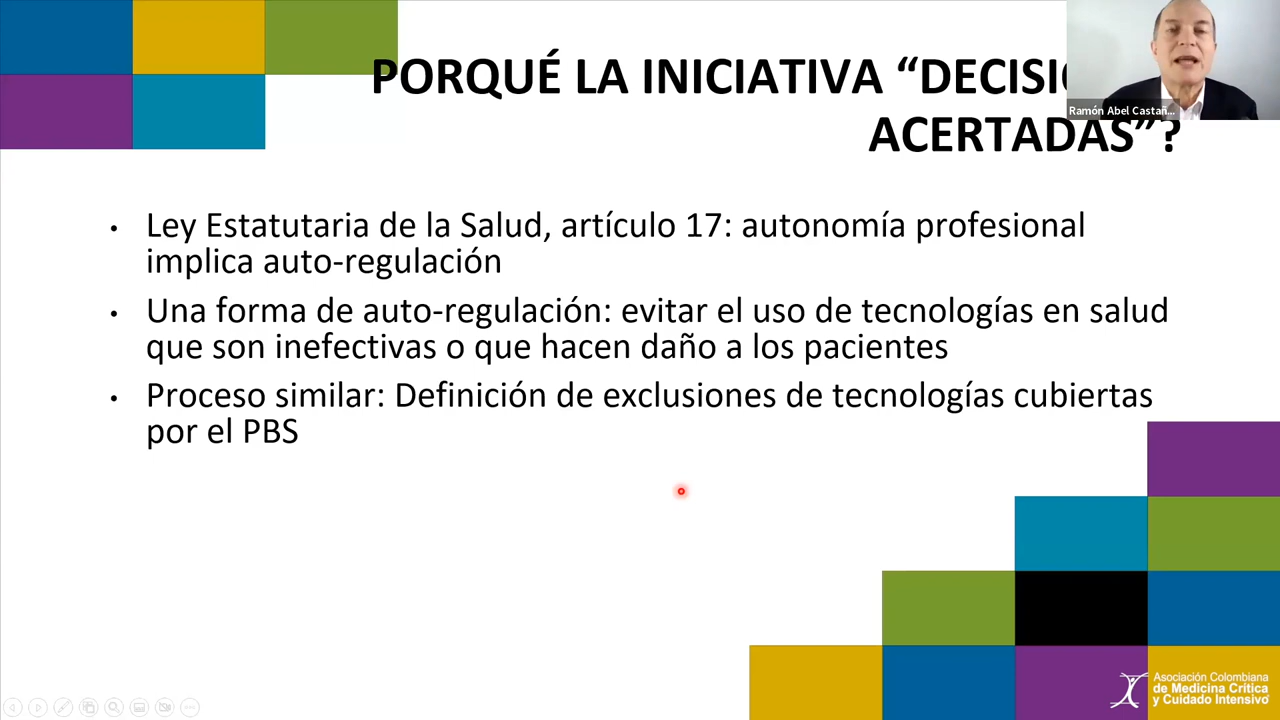 PORQUÉ LA INICIATIVA “DECISI
ACERTADAS”?
Ramón Abel Castañ...
Ley Estatutaria de la Salud, artículo 17: autonomía profesional
implica auto-regulación
Una forma de auto-regulación: evitar el uso de tecnologías en salud
que son inefectivas o que hacen daño a los pacientes
Proceso similar: Definición de exclusiones de tecnologías cubiertas
por el PBS
Asociación Colombiana
de Medicina Crítica
y Cuidado Intensivo